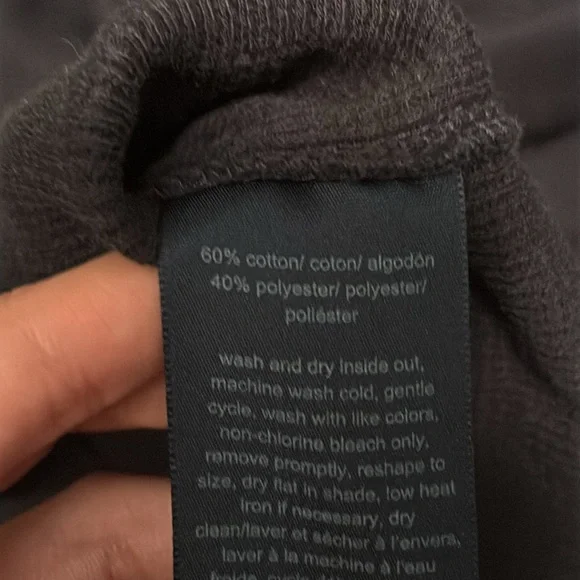 60% cotton/ coton/ algodón
40% polyester/ polyester/
poliéster
wash and dry inside out,
machine wash cold, gentle
cycle, wash with like colors,
non-chlorine bleach only,
remove promptly, reshape to
size, dry flat in shade, low heat
iron if necessary, dry
clean/laver et sécher à l'envers,
laver à la machine à l'eau